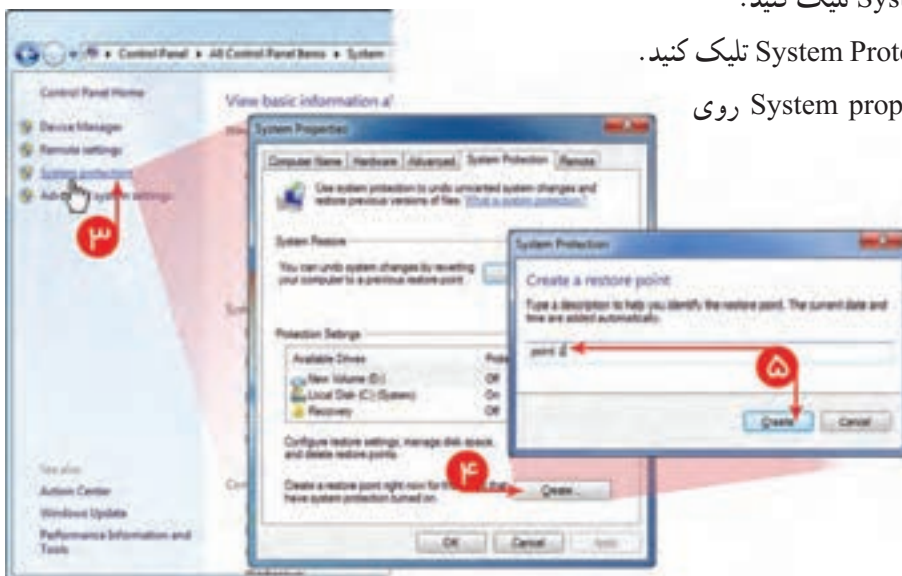 Syst تلیک کنید.
System Prote تلیک کنید.
System prop روی
Control Panel ▸ All Control Panel Items ▸ System
Control Panel Home
Device Manager
Remote settings
System protection
Advanced system settings
۳
View basic information a
System Properties
Computer Name
Hardware
Advanced
System Protection
Remote
Use system protection to undo unwanted system changes and
restore previous versions of files. What is system protection?
System Restore
You can undo system changes by reverting
your computer to a previous restore point.
Protection Settings
Available Drives
New Volume (D:) Off
Local Disk (C:) (System) On
Recovery Off
Configure restore settings, manage disk space,
and delete restore points.
Create a restore point right now for the
have system protection turned on.
۴
Create...
OK
Cancel
Apply
System Protection
Create a restore point
Type a description to help you identify the restore point. The current date and
time are added automatically.
point
۵
Create
Cancel
See also
Action Center
Windows Update
Performance Information and
Tools